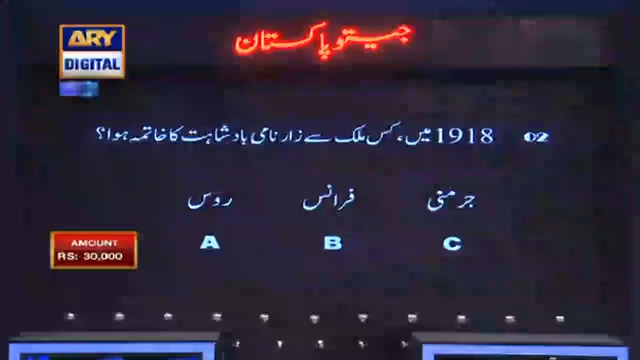 ARY
DIGITAL
جیتو پاکستان
02 1918 میں، کس ملک سے زار نامی بادشاہت کا خاتمہ ہوا؟
جرمنی فرانس روس
A B C
AMOUNT
RS: 30,000